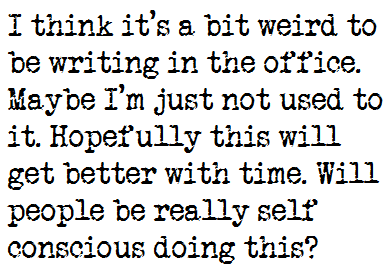 I think it's a bit weird to
be writing in the office.
Maybe I'm just not used to
it. Hopefully this will
get better with time. Will
people be really self
conscious doing this?